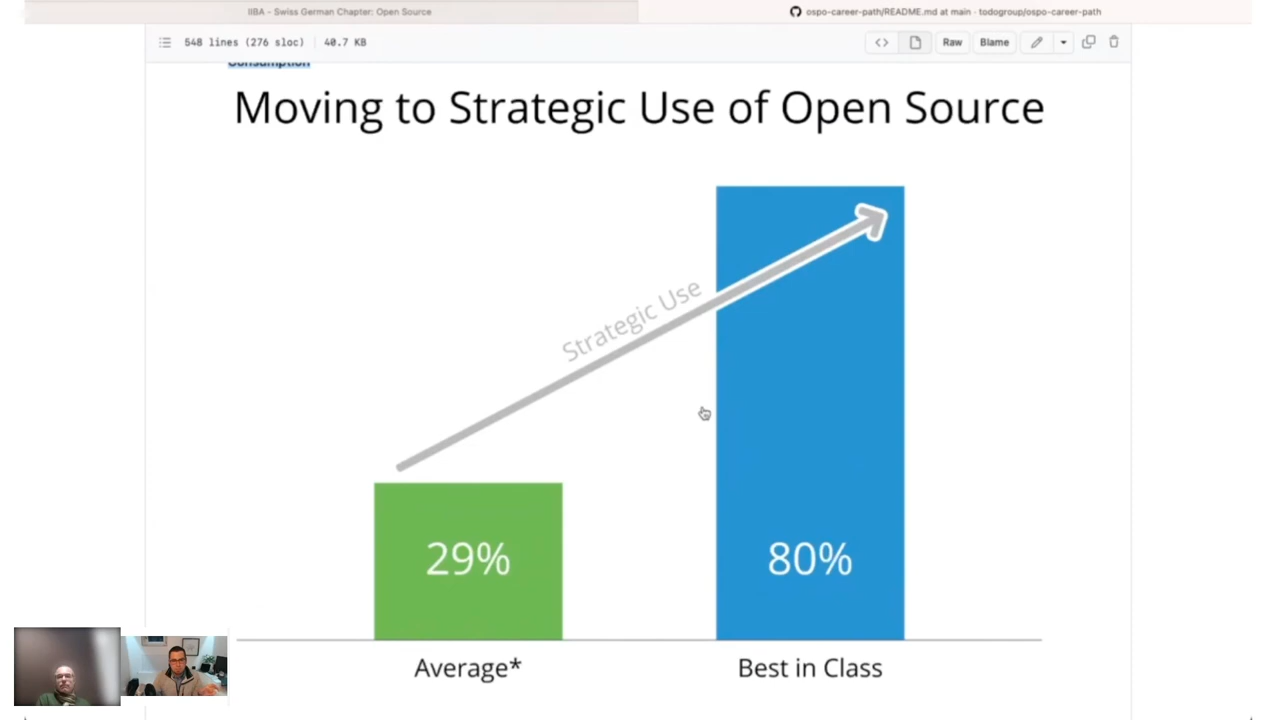 IIBA - Swiss German Chapter: Open Source
ospo-career-path/README.md at main · todogroup/ospo-career-path
548 lines (276 sloc) 40.7 KB
<> Raw Blame
Consumption
Moving to Strategic Use of Open Source
Strategic Use
29%
80%
Average*
Best in Class